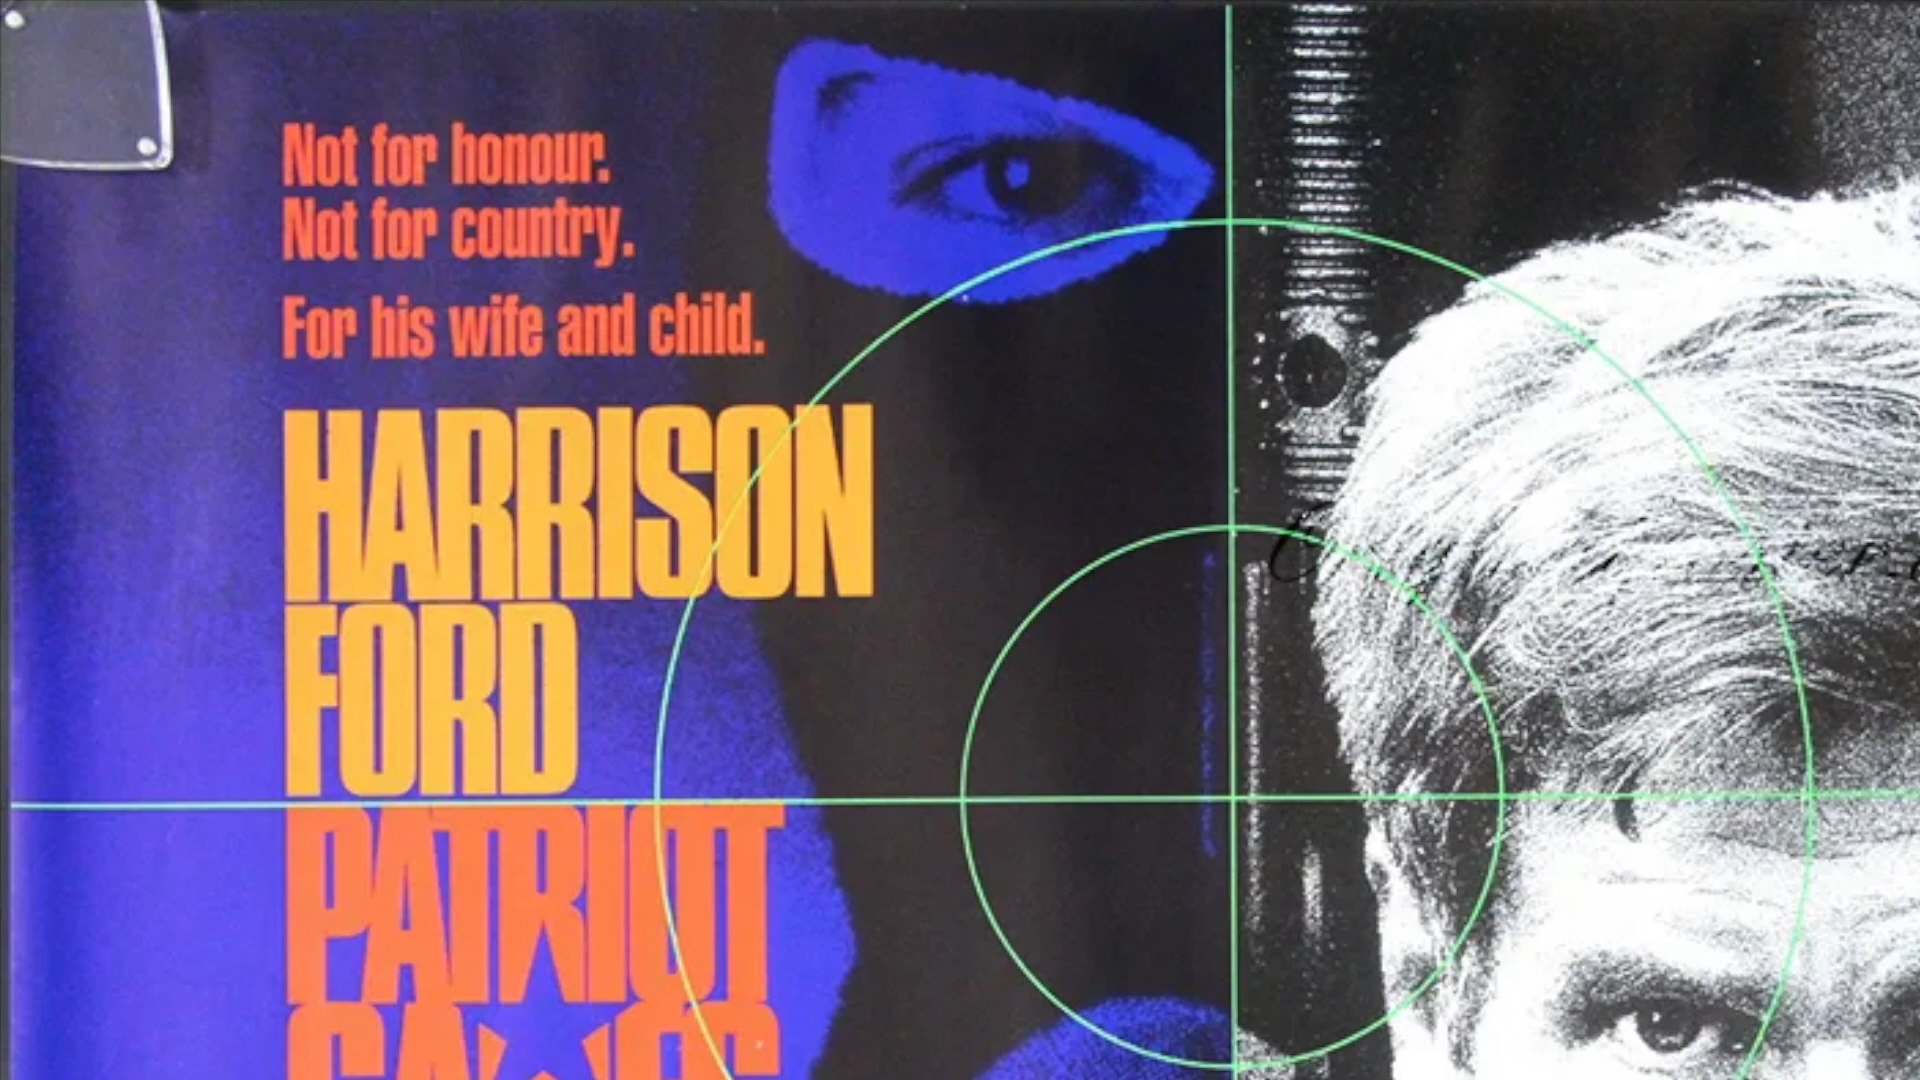 Not for honour.
Not for country.
For his wife and child.
HARRISON
FORD
PATRIOT